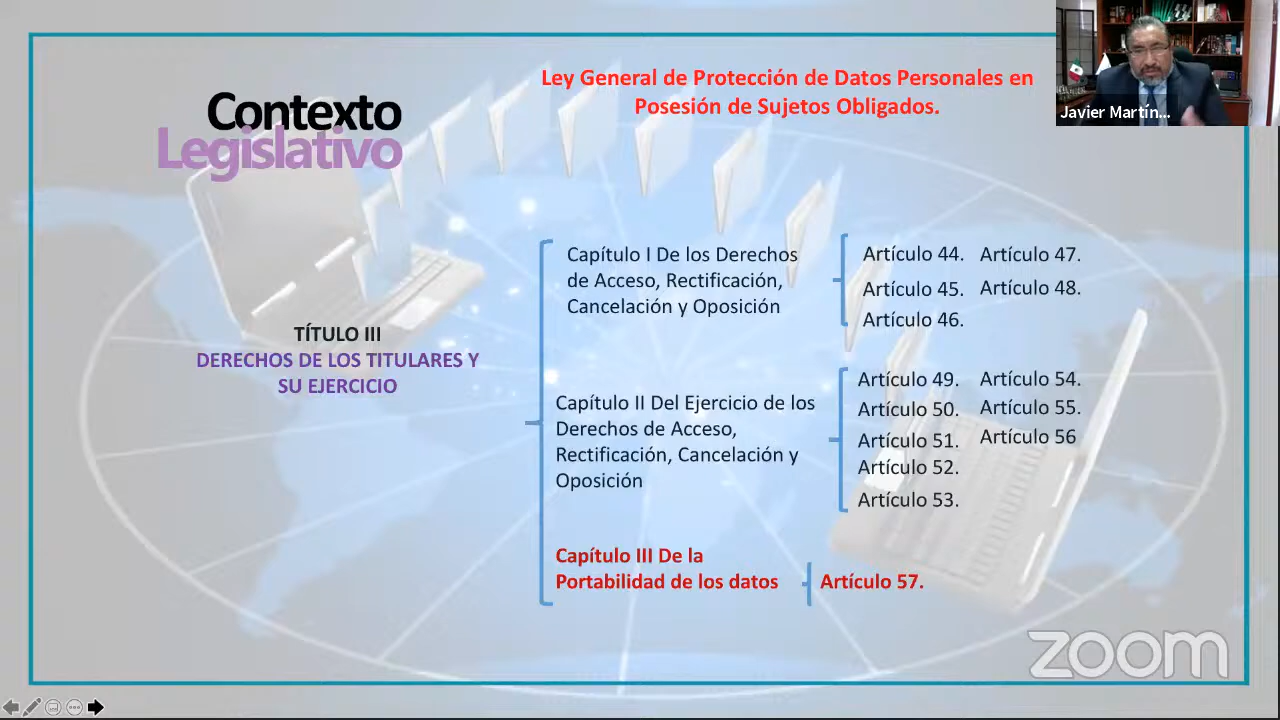 Ley General de Protección de Datos Personales en
Posesión de Sujetos Obligados.
Javier Martín...
Contexto
Legislativo
TÍTULO III
DERECHOS DE LOS TITULARES Y
SU EJERCICIO
Capítulo I De los Derechos
de Acceso, Rectificación,
Cancelación y Oposición
Artículo 44.
Artículo 45.
Artículo 46.
Artículo 47.
Artículo 48.
Capítulo II Del Ejercicio de los
Derechos de Acceso,
Rectificación, Cancelación y
Oposición
Artículo 49.
Artículo 50.
Artículo 51.
Artículo 52.
Artículo 53.
Artículo 54.
Artículo 55.
Artículo 56
Capítulo III De la
Portabilidad de los datos
Artículo 57.
zoom